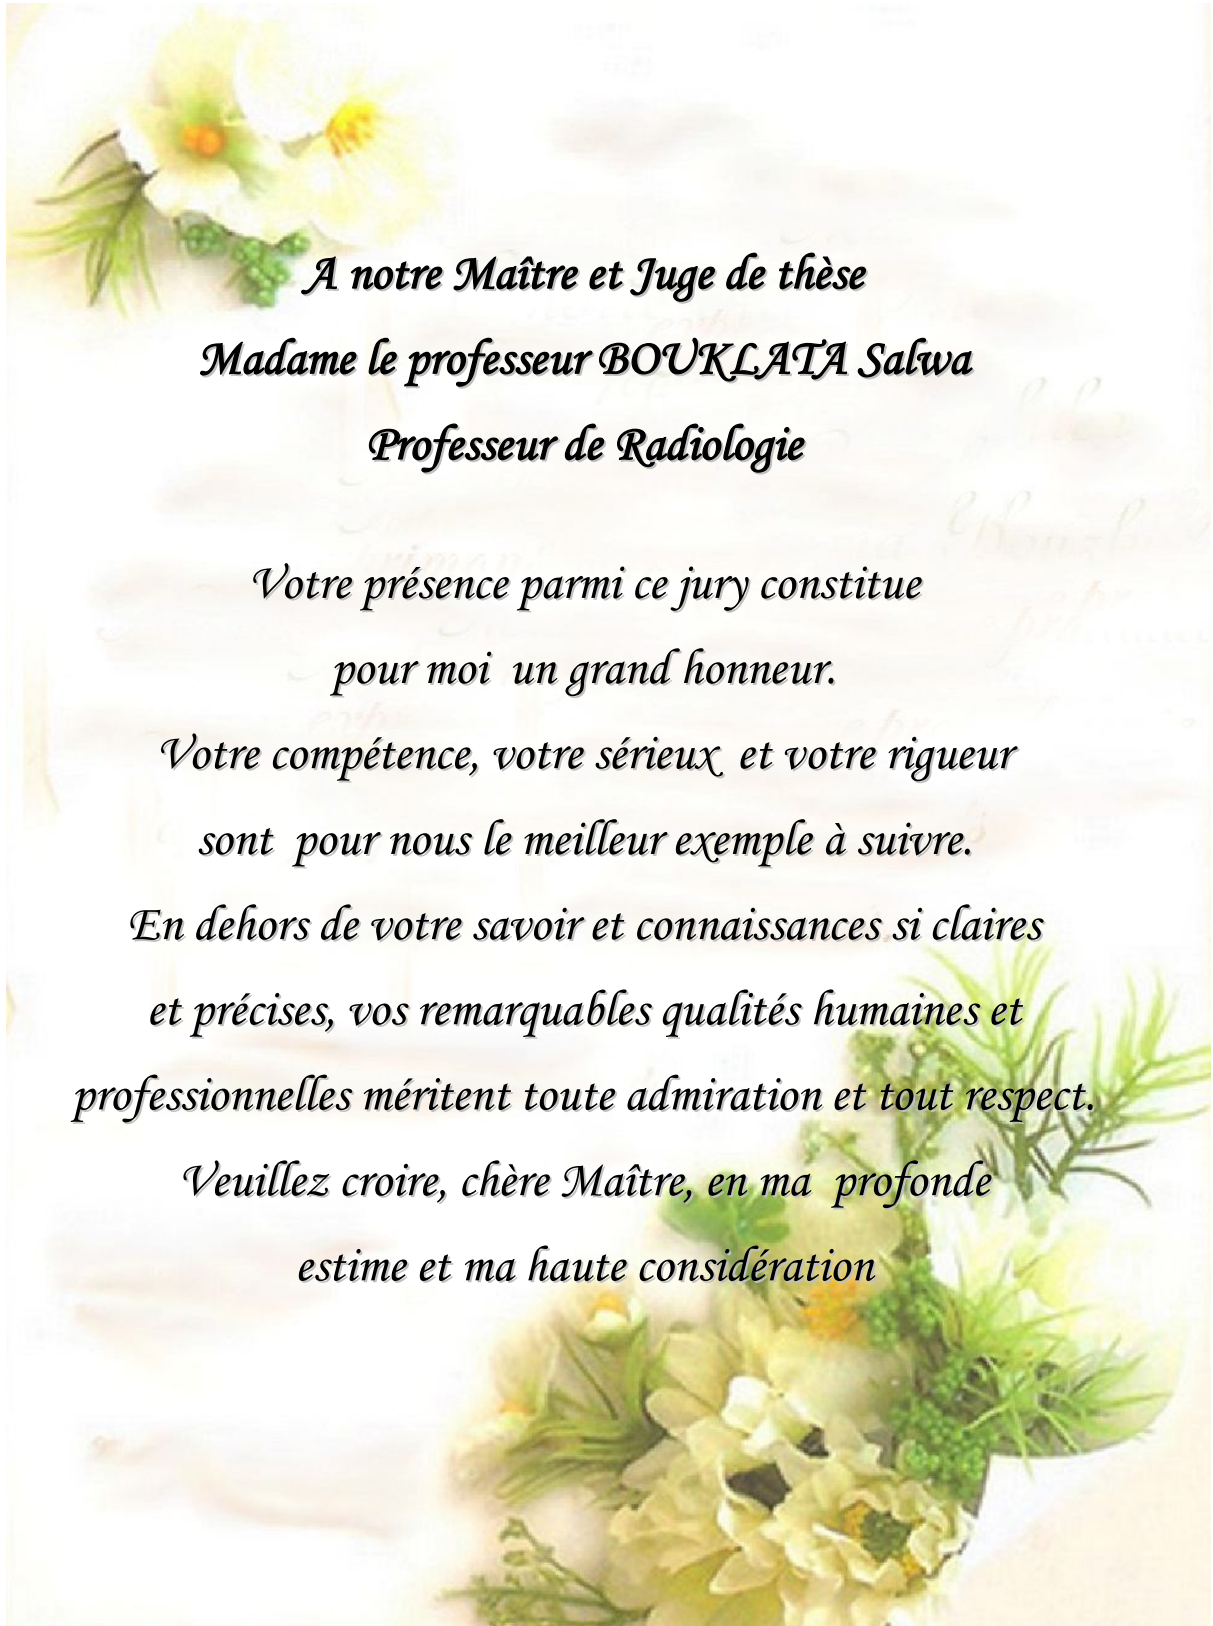 A notre Maître et Juge de thèse
Madame le professeur BOUKLATA Salwa
Professeur de Radiologie
Votre présence parmi ce jury constitue
pour moi un grand honneur.
Votre compétence, votre sérieux et votre rigueur
sont pour nous le meilleur exemple à suivre.
En dehors de votre savoir et connaissances si claires
et précises, vos remarquables qualités humaines et
professionnelles méritent toute admiration et tout respect.
Veuillez croire, chère Maître, en ma profonde
estime et ma haute considération